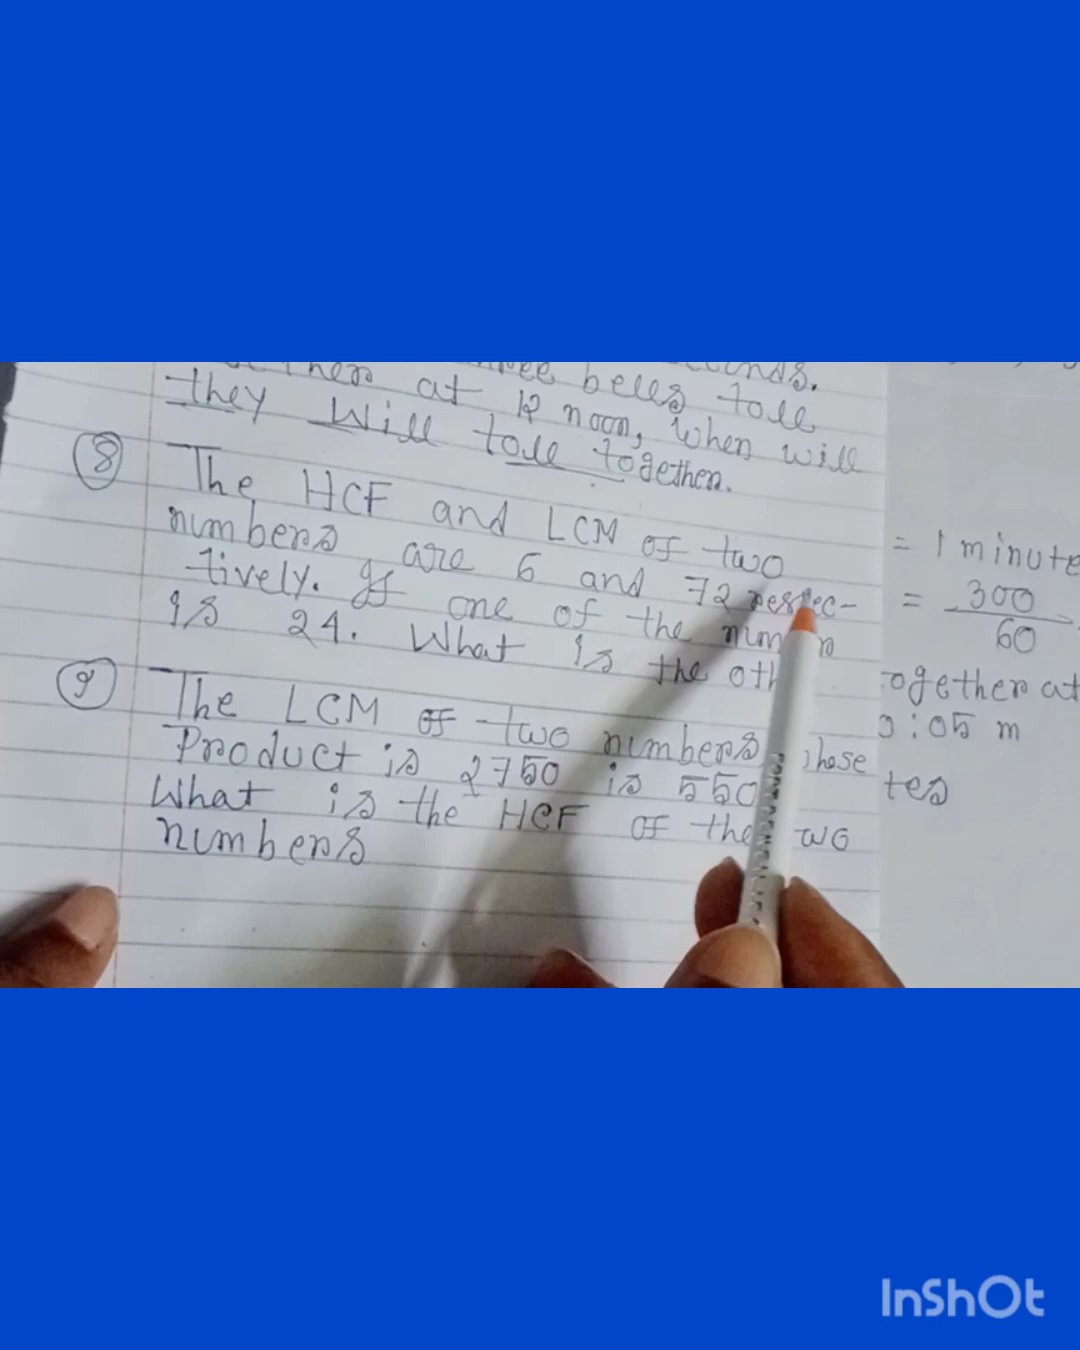 bells toll
at 12 noon, when will
they will toll together.
(8) The HCF and LCM of two
numbers are 6 and 72 respec-
tively. If one of the
is 24. What is the
(9) The LCM of two numbers
Product is 2750 is 550
What is the HCF of the
numbers
= 1 minute
= 300
60
together at
: 05 m
InShOt